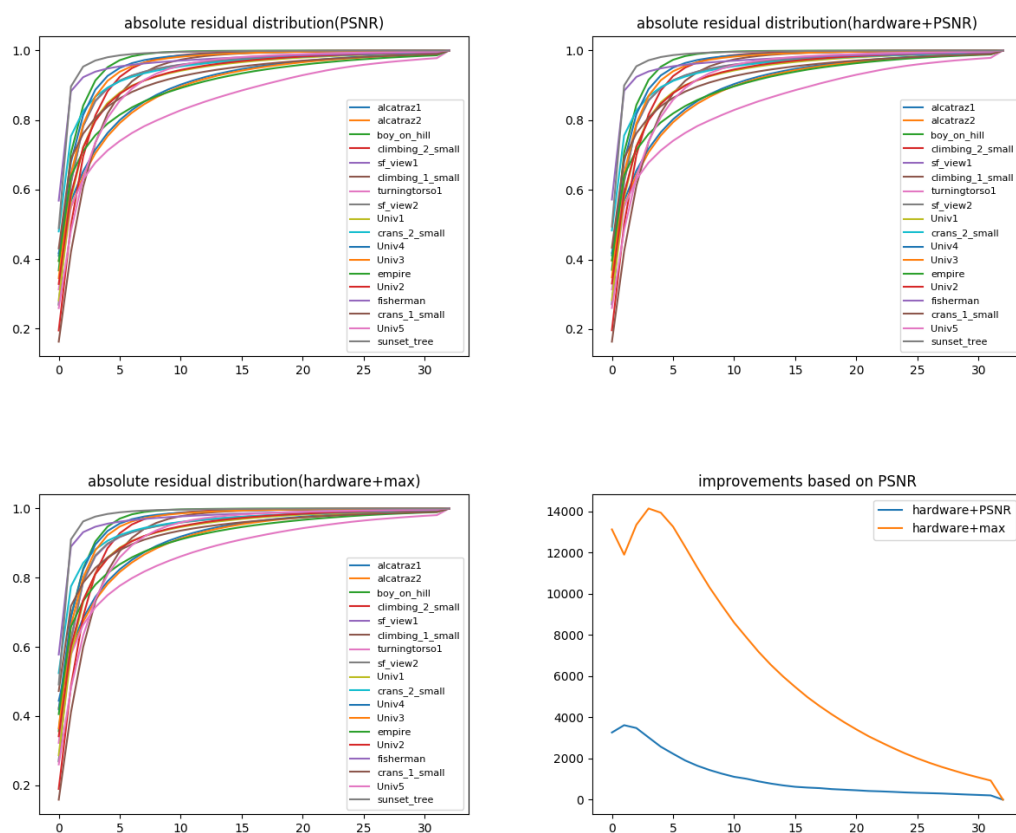 absolute residual distribution(PSNR)
1.0
0.8
0.6
0.4
0.2
0 5 10 15 20 25 30
alcatraz1
alcatraz2
boy_on_hill
climbing_2_small
sf_view1
climbing_1_small
turningtorso1
sf_view2
Univ1
crans_2_small
Univ4
Univ3
empire
Univ2
fisherman
crans_1_small
Univ5
sunset_tree
absolute residual distribution(hardware+PSNR)
1.0
0.8
0.6
0.4
0.2
0 5 10 15 20 25 30
alcatraz1
alcatraz2
boy_on_hill
climbing_2_small
sf_view1
climbing_1_small
turningtorso1
sf_view2
Univ1
crans_2_small
Univ4
Univ3
empire
Univ2
fisherman
crans_1_small
Univ5
sunset_tree
absolute residual distribution(hardware+max)
1.0
0.8
0.6
0.4
0.2
0 5 10 15 20 25 30
alcatraz1
alcatraz2
boy_on_hill
climbing_2_small
sf_view1
climbing_1_small
turningtorso1
sf_view2
Univ1
crans_2_small
Univ4
Univ3
empire
Univ2
fisherman
crans_1_small
Univ5
sunset_tree
improvements based on PSNR
14000
12000
10000
8000
6000
4000
2000
0
0 5 10 15 20 25 30
hardware+PSNR
hardware+max